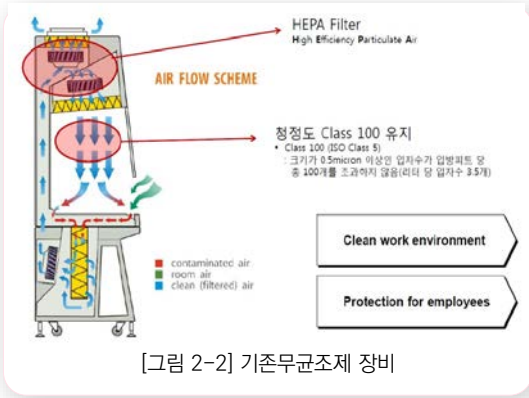 HEPA Filter
High Efficiency Particulate Air
AIR FLOW SCHEME
청정도 Class 100 유지
• Class 100 (ISO Class 5)
: 크기가 0.5micron 이상인 입자수가 입방피트 당
총 100개를 초과하지 않음(리터 당 입자수 3.5개)
Clean work environment
contaminated air
room air
clean (filtered) air
Protection for employees
[그림 2-2] 기존무균조제 장비